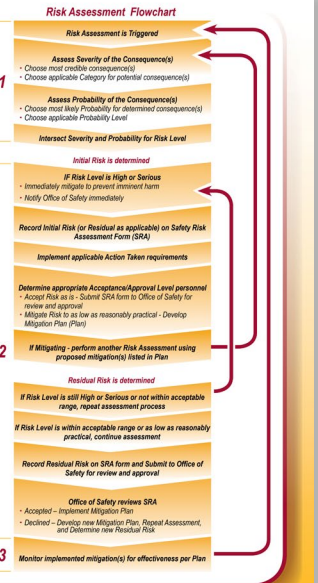 Risk Assessment Flowchart
Risk Assessment is Triggered
1
Assess Severity of the Consequence(s)
• Choose most credible consequence(s)
• Choose applicable Category for potential consequence(s)
Assess Probability of the Consequence(s)
• Choose most likely Probability for determined consequence(s)
• Choose applicable Probability Level
Intersect Severity and Probability for Risk Level
Initial Risk is determined
IF Risk Level is High or Serious
• Immediately mitigate to prevent imminent harm
• Notify Office of Safety immediately
Record Initial Risk (or Residual as applicable) on Safety Risk
Assessment Form (SRA)
Implement applicable Action Taken requirements
Determine appropriate Acceptance/Approval Level personnel
• Accept Risk as is - Submit SRA form to Office of Safety for
review and approval
• Mitigate Risk to as low as reasonably practical - Develop
Mitigation Plan (Plan)
2
If Mitigating - perform another Risk Assessment using
proposed mitigation(s) listed in Plan
Residual Risk is determined
If Risk Level is still High or Serious or not within acceptable
range, repeat assessment process
If Risk Level is within acceptable range or as low as reasonably
practical, continue assessment
Record Residual Risk on SRA form and Submit to Office of
Safety for review and approval
Office of Safety reviews SRA
• Accepted – Implement Mitigation Plan
• Declined – Develop new Mitigation Plan, Repeat Assessment,
and Determine new Residual Risk
3
Monitor implemented mitigation(s) for effectiveness per Plan